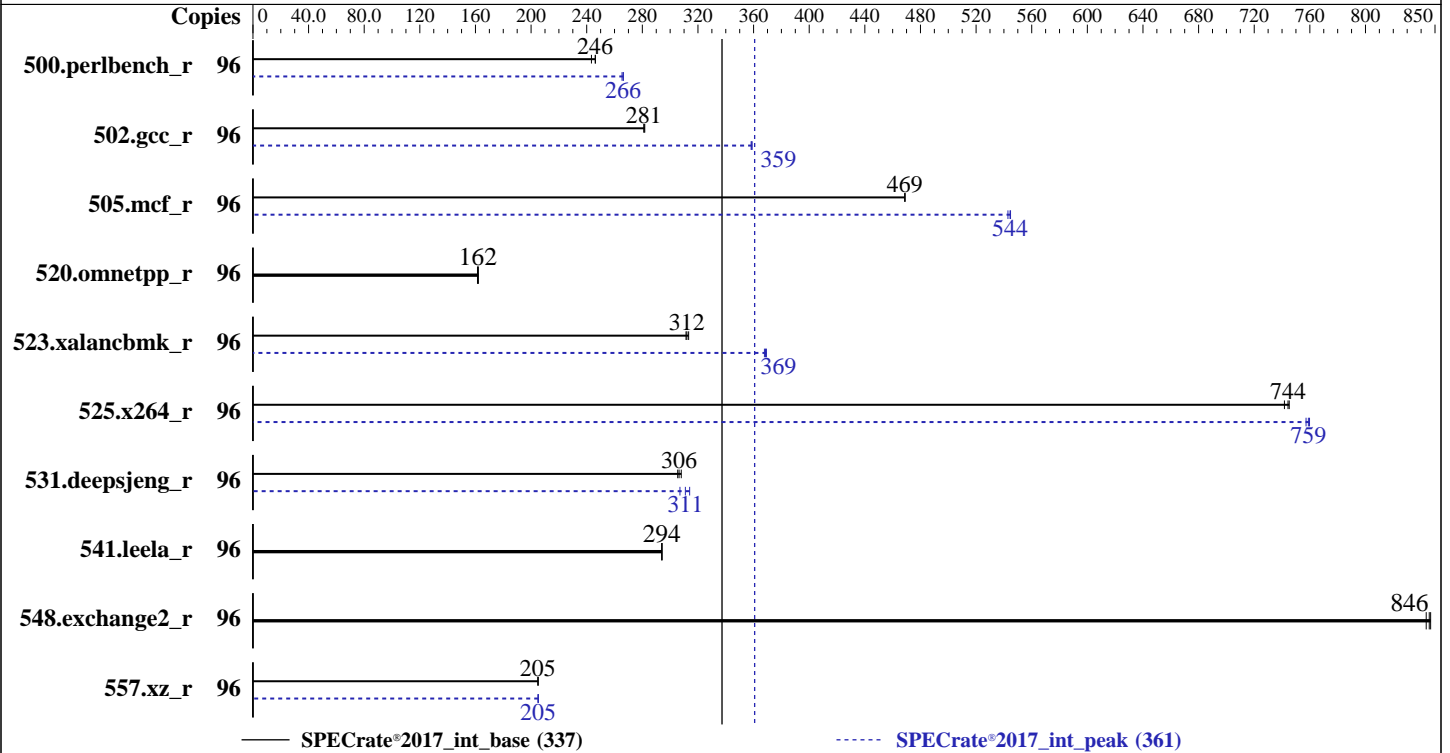 Copies 0 40.0 80.0 120 160 200 240 280 320 360 400 440 480 520 560 600 640 680 720 760 800 850
246
500.perlbench_r 96
266
281
502.gcc_r 96
359
469
505.mcf_r 96
544
162
520.omnetpp_r 96
312
523.xalancbmk_r 96
369
744
525.x264_r 96
759
306
531.deepsjeng_r 96
311
294
541.leela_r 96
846
548.exchange2_r 96
205
557.xz_r 96
205
SPECrate®2017_int_base (337) SPECrate®2017_int_peak (361)